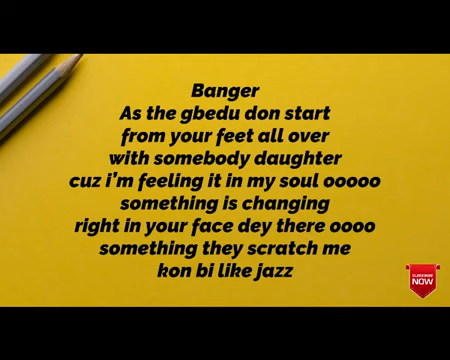 Banger
As the gbedu don start
from your feet all over
with somebody daughter
cuz i'm feeling it in my soul ooooo
something is changing
right in your face dey there oooo
something they scratch me
kon bi like jazz
SUBSCRIBE
NOW